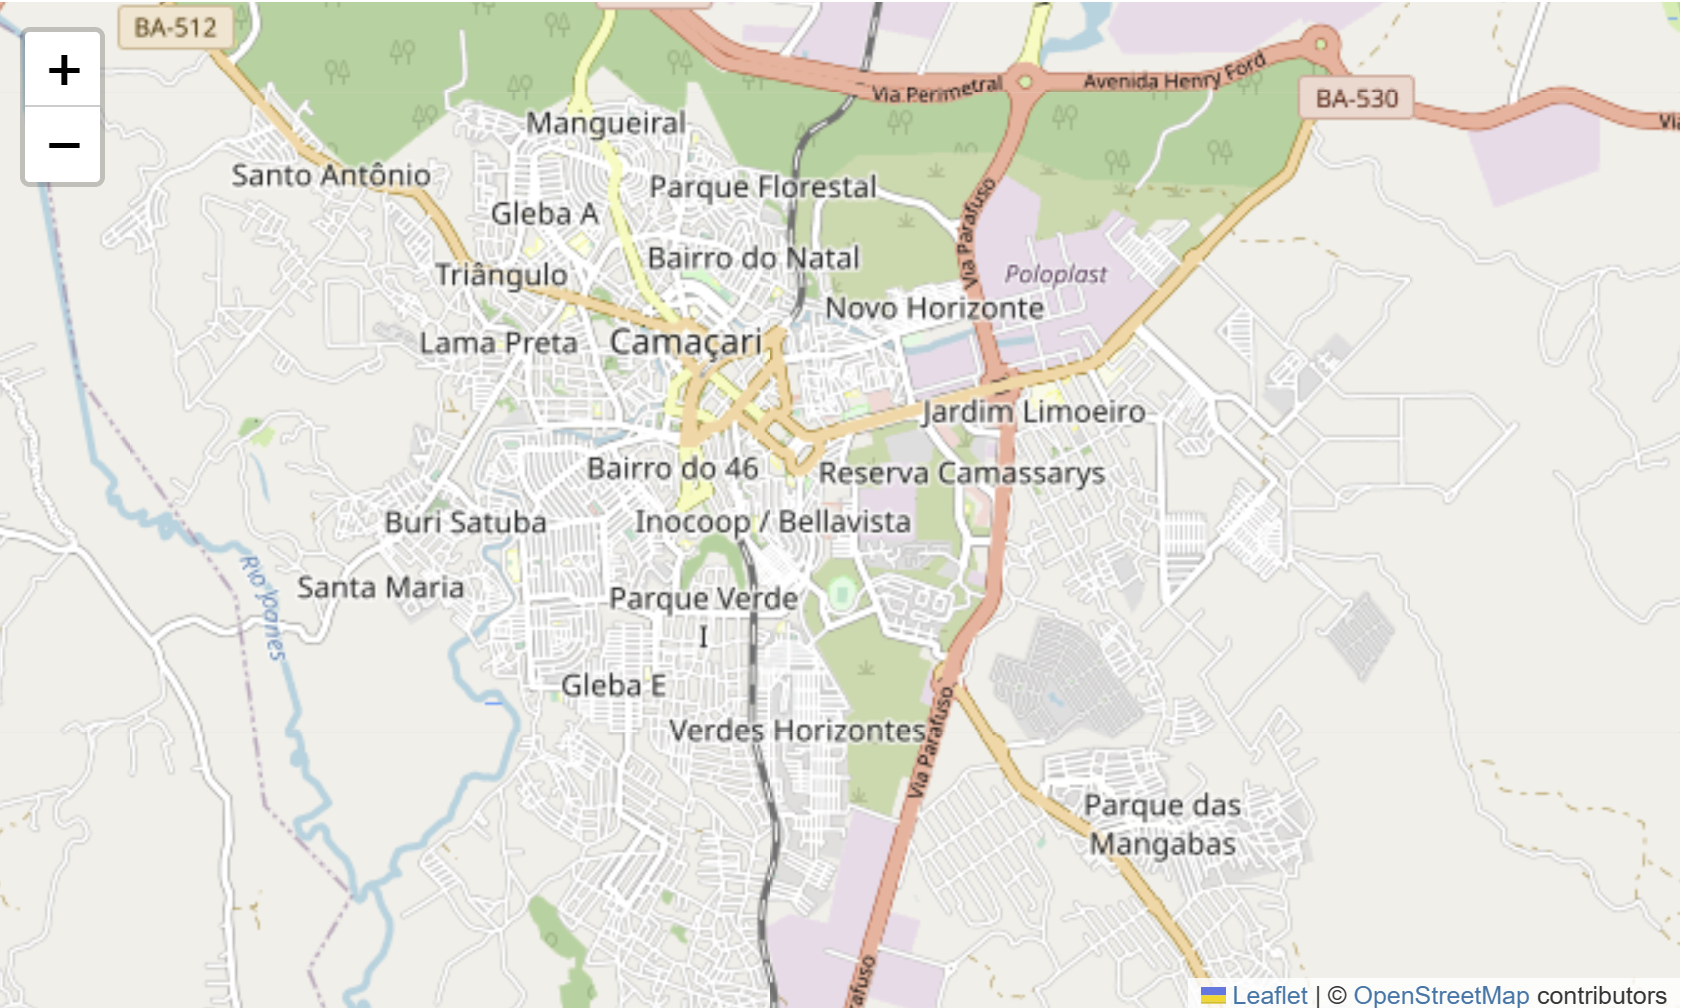 BA-512
+
−
Via Perimetral
Avenida Henry Ford
BA-530
Mangueiral
Santo Antônio
Parque Florestal
Gleba A
Via Parafuso
Bairro do Natal
Triângulo
Poloplast
Novo Horizonte
Lama Preta
Camaçari
Jardim Limoeiro
Bairro do 46
Reserva Camassarys
Buri Satuba
Inocoop / Bellavista
Rio Joanes
Santa Maria
Parque Verde
I
Gleba E
Verdes Horizontes
Via Parafuso
Parque das
Mangabas
Leaflet | © OpenStreetMap contributors